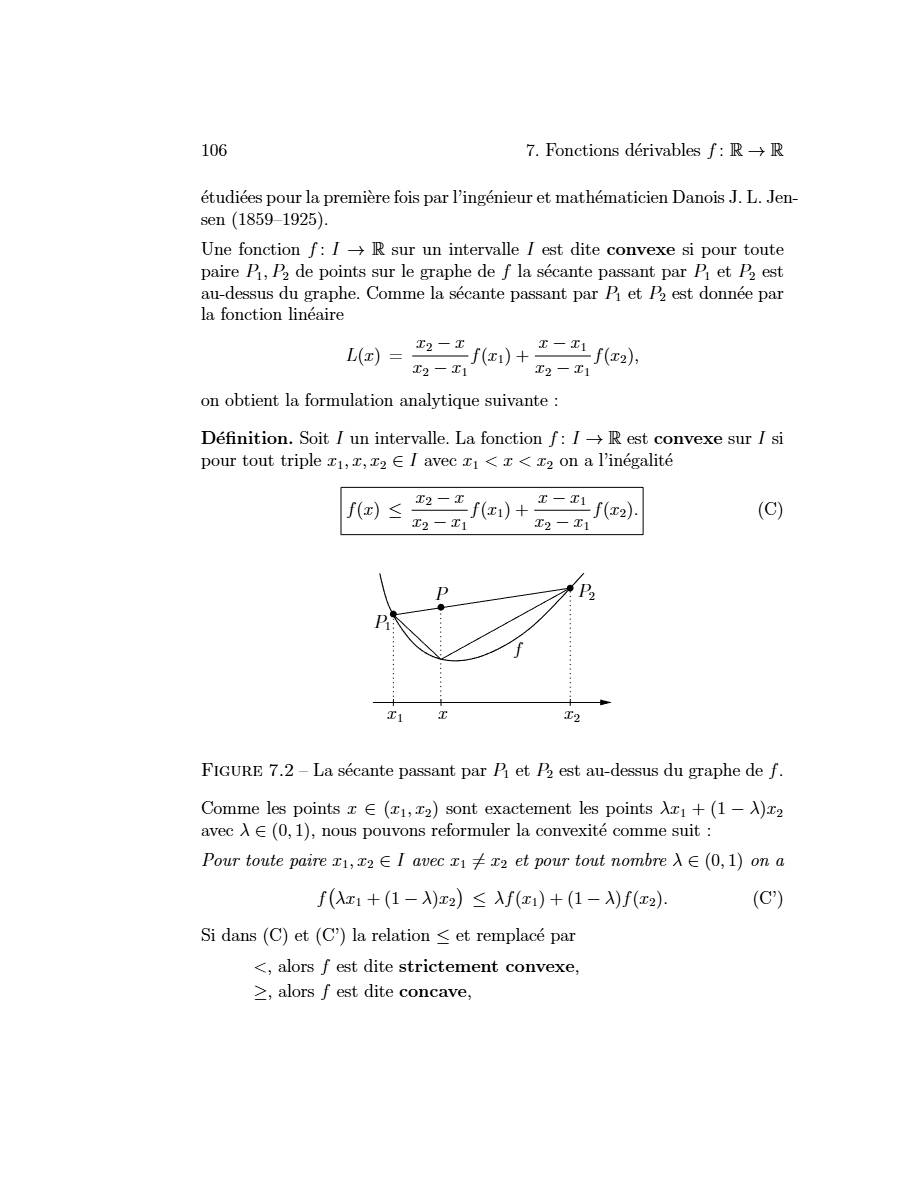 106 7. Fonctions dérivables f : ℝ → ℝ
étudiées pour la première fois par l'ingénieur et mathématicien Danois J. L. Jen-
sen (1859–1925).
Une fonction f : I → ℝ sur un intervalle I est dite convexe si pour toute
paire P₁, P₂ de points sur le graphe de f la sécante passant par P₁ et P₂ est
au-dessus du graphe. Comme la sécante passant par P₁ et P₂ est donnée par
la fonction linéaire
L(x) = \frac{x₂ − x}{x₂ − x₁} f(x₁) + \frac{x − x₁}{x₂ − x₁} f(x₂),
on obtient la formulation analytique suivante :
Définition. Soit I un intervalle. La fonction f : I → ℝ est convexe sur I si
pour tout triple x₁, x, x₂ ∈ I avec x₁ < x < x₂ on a l'inégalité
f(x) ≤ \frac{x₂ − x}{x₂ − x₁} f(x₁) + \frac{x − x₁}{x₂ − x₁} f(x₂). (C)
P
P₂
P₁
f
x₁ x x₂
FIGURE 7.2 – La sécante passant par P₁ et P₂ est au-dessus du graphe de f.
Comme les points x ∈ (x₁, x₂) sont exactement les points λx₁ + (1 − λ)x₂
avec λ ∈ (0, 1), nous pouvons reformuler la convexité comme suit :
Pour toute paire x₁, x₂ ∈ I avec x₁ ≠ x₂ et pour tout nombre λ ∈ (0, 1) on a
f(λx₁ + (1 − λ)x₂) ≤ λf(x₁) + (1 − λ)f(x₂). (C')
Si dans (C) et (C') la relation ≤ et remplacé par
<, alors f est dite strictement convexe,
≥, alors f est dite concave,